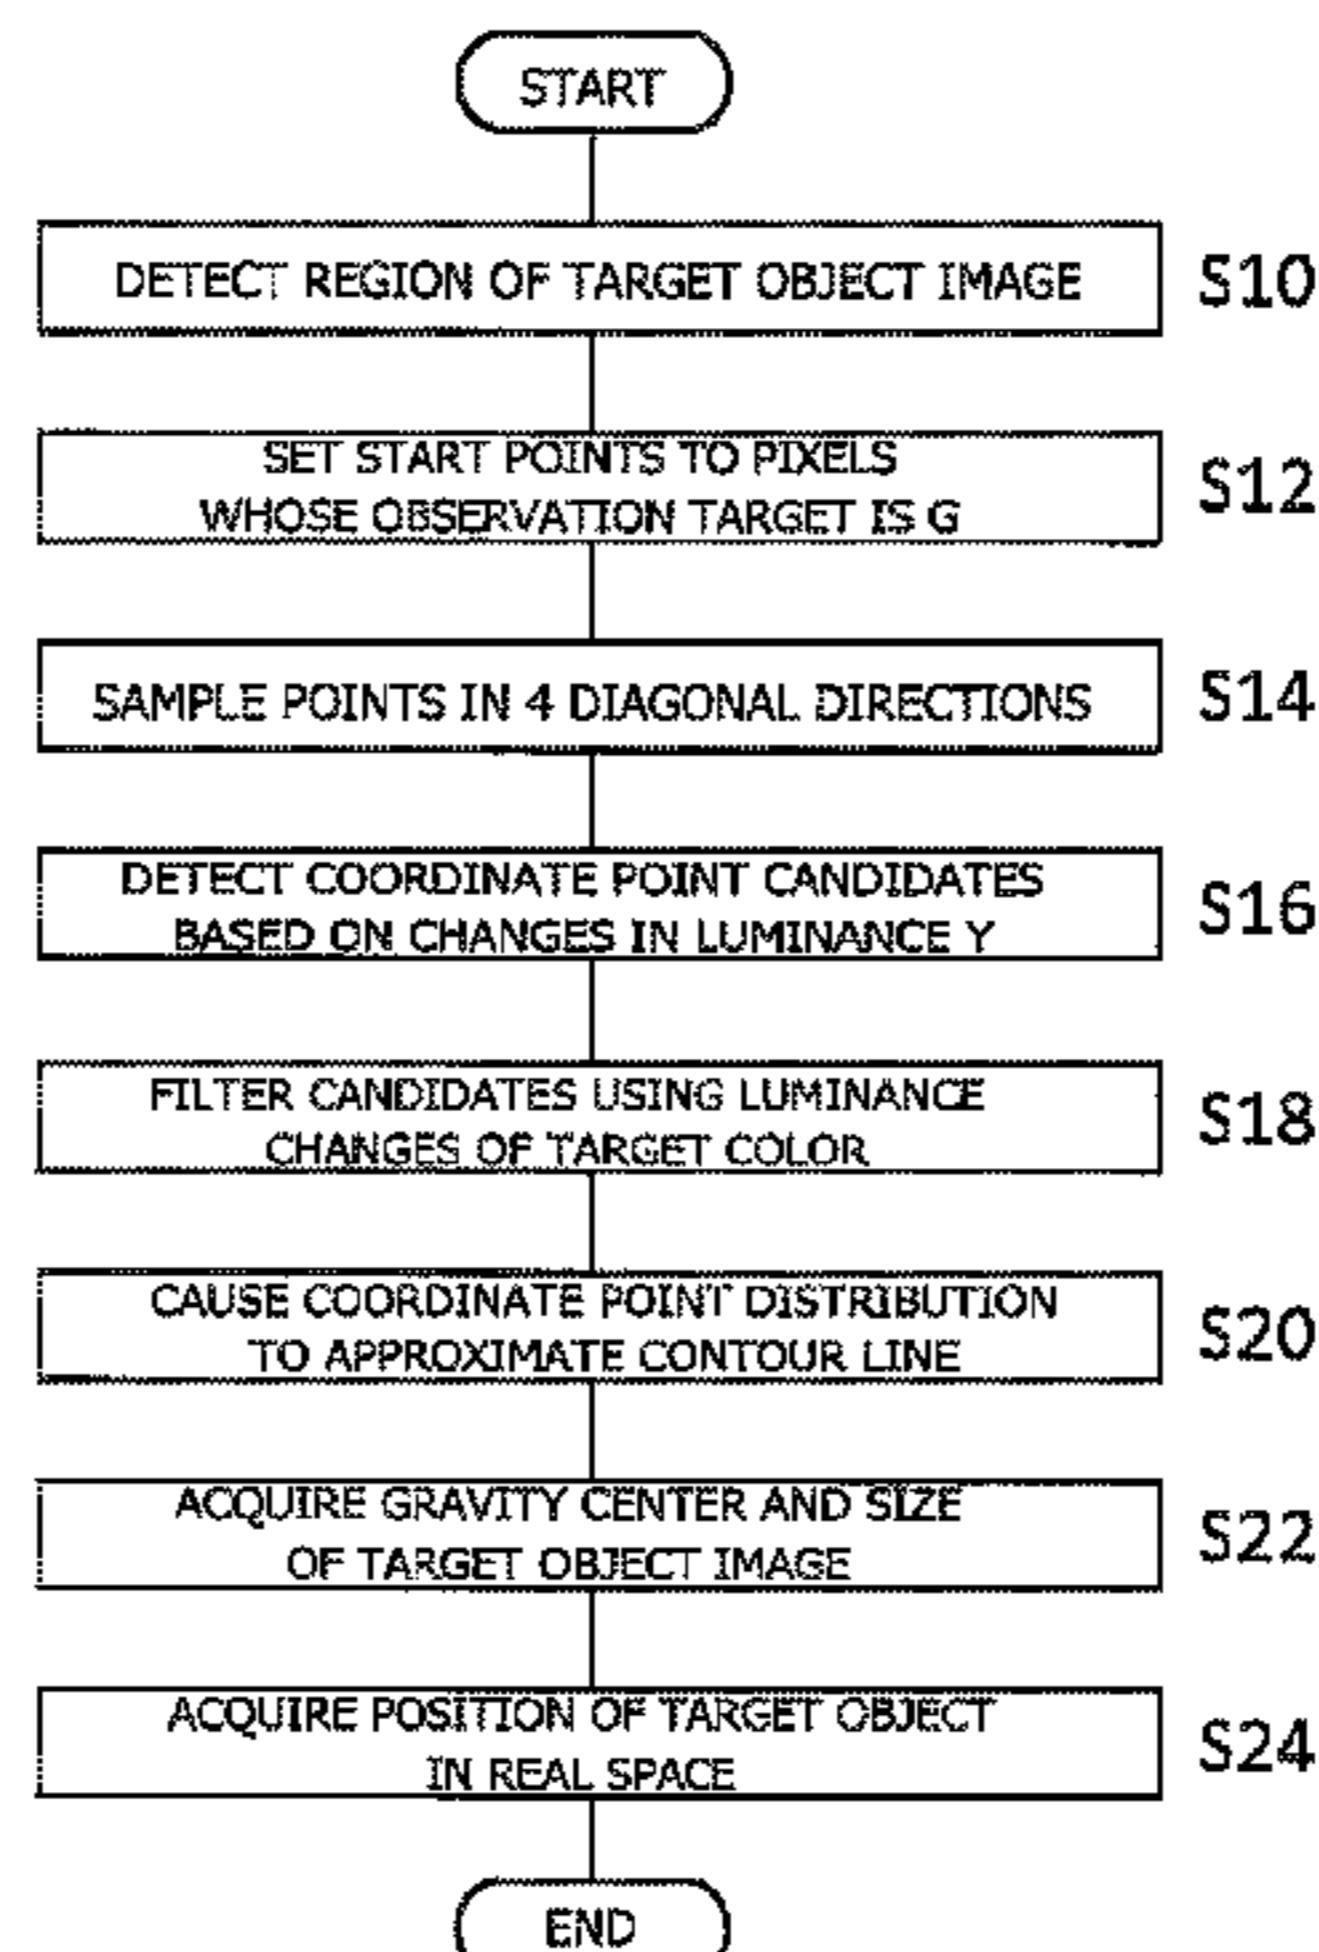 START
DETECT REGION OF TARGET OBJECT IMAGE
S10
SET START POINTS TO PIXELS
WHOSE OBSERVATION TARGET IS G
S12
SAMPLE POINTS IN 4 DIAGONAL DIRECTIONS
S14
DETECT COORDINATE POINT CANDIDATES
BASED ON CHANGES IN LUMINANCE Y
S16
FILTER CANDIDATES USING LUMINANCE
CHANGES OF TARGET COLOR
S18
CAUSE COORDINATE POINT DISTRIBUTION
TO APPROXIMATE CONTOUR LINE
S20
ACQUIRE GRAVITY CENTER AND SIZE
OF TARGET OBJECT IMAGE
S22
ACQUIRE POSITION OF TARGET OBJECT
IN REAL SPACE
S24
END